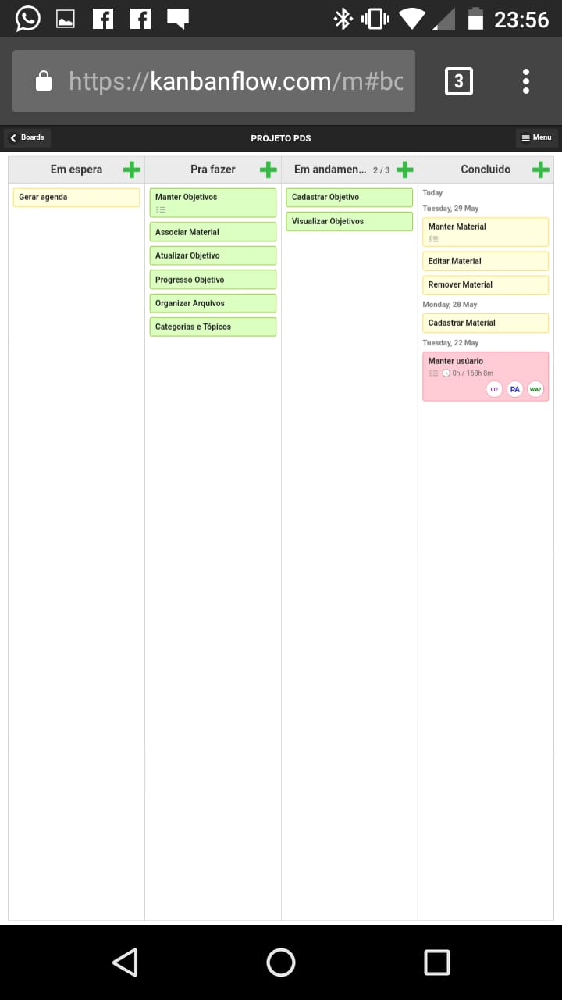 23:56
https://kanbanflow.com/m#bo
3
Boards
PROJETO PDS
Menu
Em espera
Gerar agenda
Pra fazer
Manter Objetivos
Associar Material
Atualizar Objetivo
Progresso Objetivo
Organizar Arquivos
Categorias e Tópicos
Em andamen... 2 / 3
Cadastrar Objetivo
Visualizar Objetivos
Concluido
Today
Tuesday, 29 May
Manter Material
Editar Material
Remover Material
Monday, 28 May
Cadastrar Material
Tuesday, 22 May
Manter usúario
0h / 168h 8m
LI? PA WA?